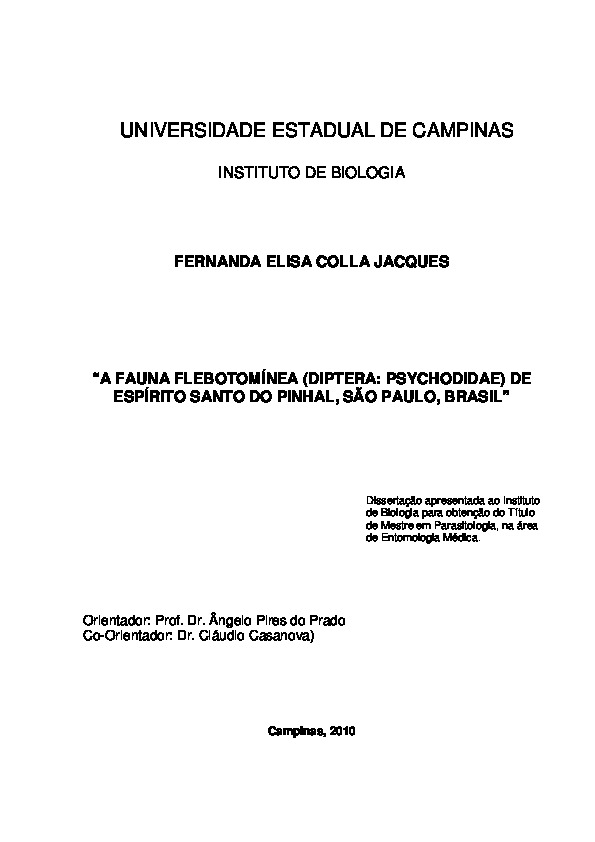 UNIVERSIDADE ESTADUAL DE CAMPINAS
INSTITUTO DE BIOLOGIA
FERNANDA ELISA COLLA JACQUES
“A FAUNA FLEBOTOMÍNEA (DIPTERA: PSYCHODIDAE) DE
ESPÍRITO SANTO DO PINHAL, SÃO PAULO, BRASIL”
Dissertação apresentada ao Instituto
de Biologia para obtenção do Título
de Mestre em Parasitologia, na área
de Entomologia Médica.
Orientador: Prof. Dr. Ângelo Pires do Prado
Co-Orientador: Dr. Cláudio Casanova)
Campinas, 2010